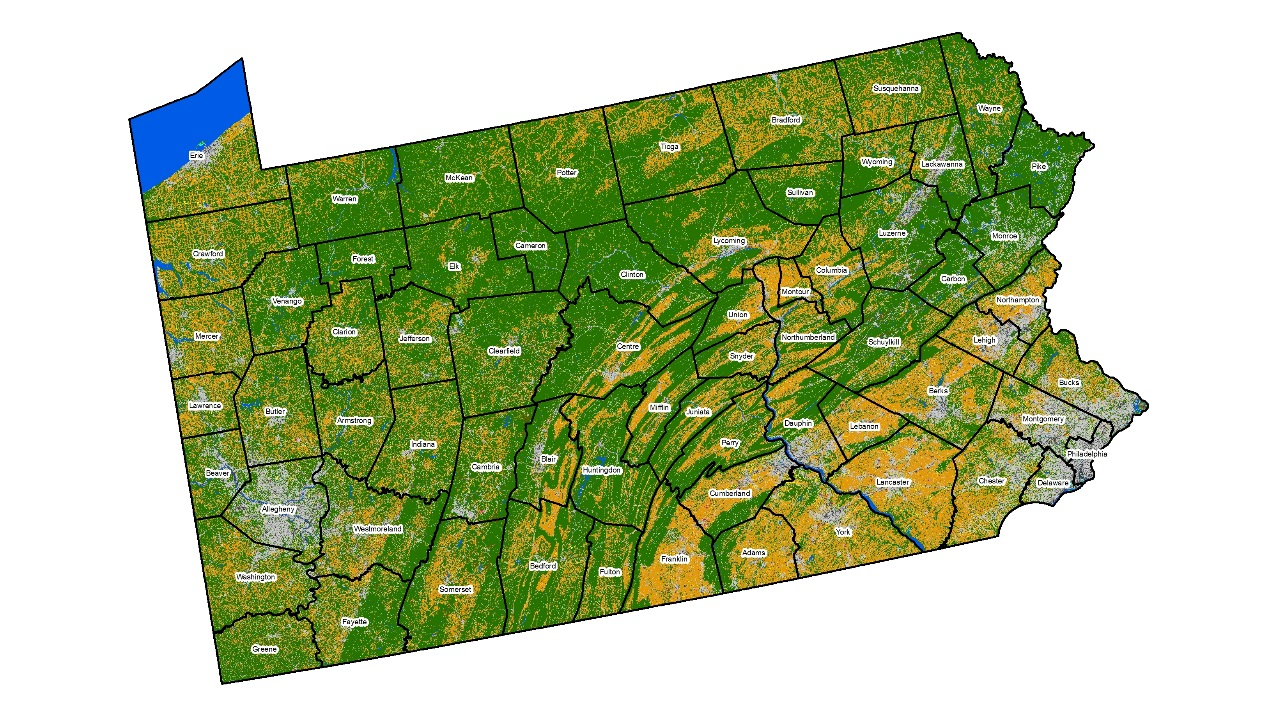 Susquehanna
Wayne
Bradford
Tioga
Erie
Wyoming
Lackawanna
Pike
Potter
McKean
Warren
Sullivan
Luzerne
Monroe
Lycoming
Cameron
Crawford
Forest
Elk
Clinton
Columbia
Carbon
Montour
Northampton
Venango
Union
Mercer
Clarion
Jefferson
Northumberland
Schuylkill
Lehigh
Centre
Clearfield
Snyder
Bucks
Berks
Lawrence
Butler
Mifflin
Juniata
Armstrong
Dauphin
Lebanon
Montgomery
Indiana
Perry
Philadelphia
Blair
Cambria
Huntingdon
Beaver
Lancaster
Chester
Delaware
Cumberland
Allegheny
Westmoreland
York
Adams
Franklin
Bedford
Fulton
Washington
Somerset
Fayette
Greene